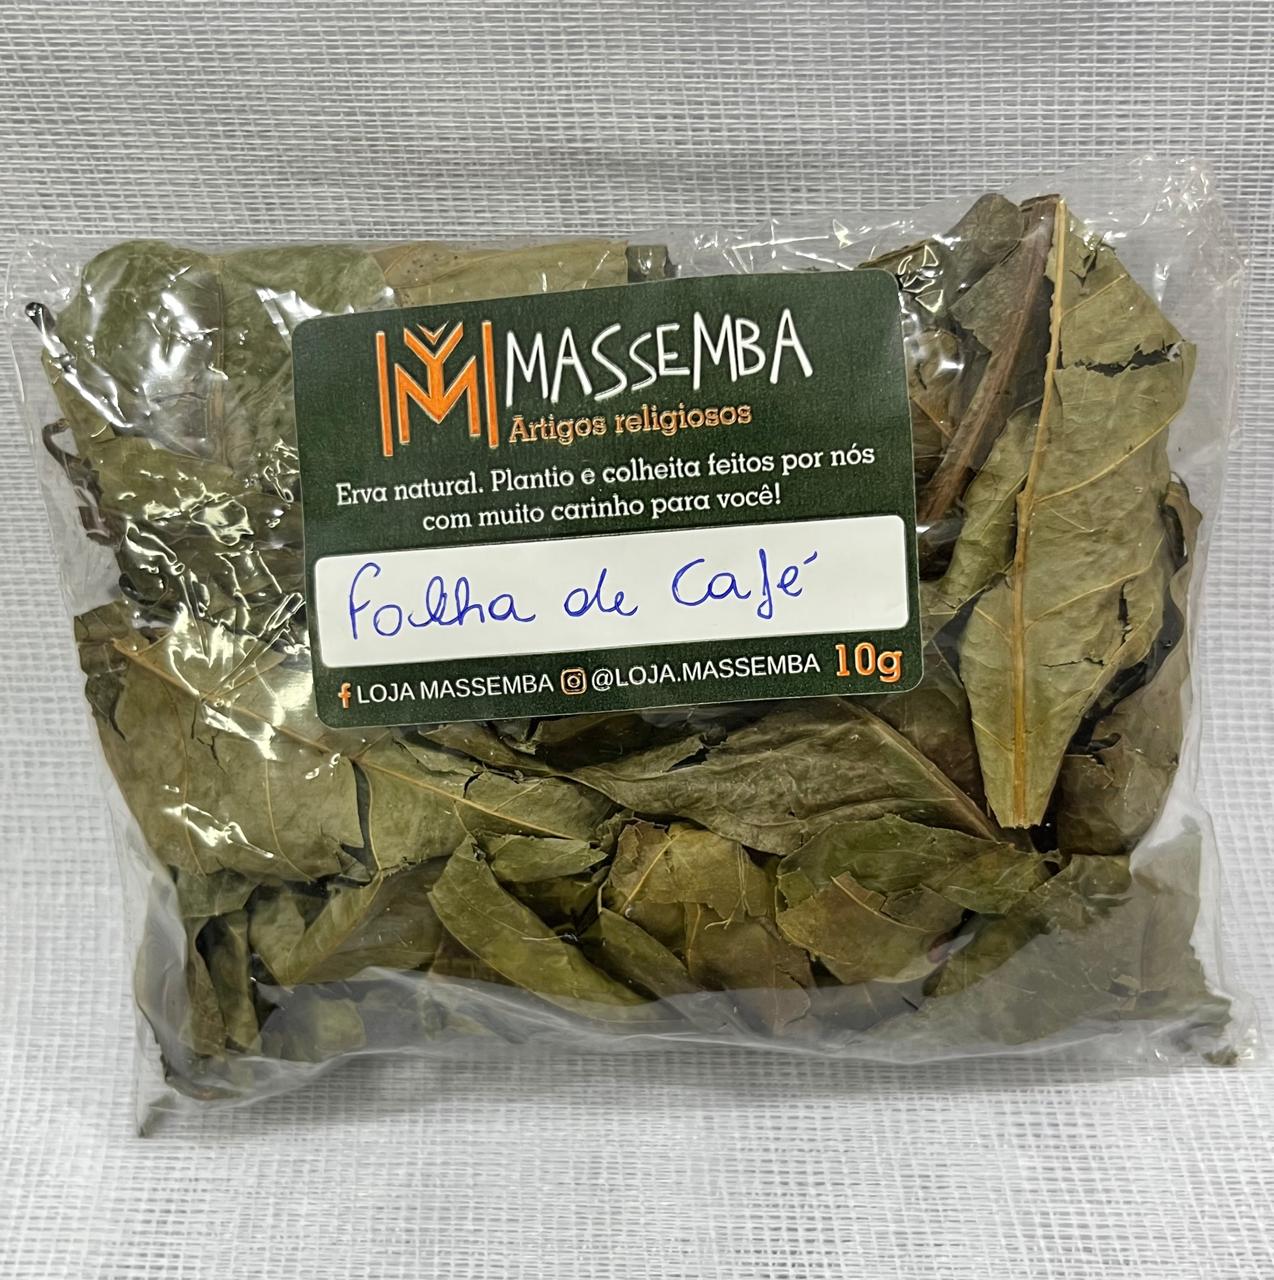 MASSEMBA
Artigos religiosos
Erva natural. Plantio e colheita feitos por nós
com muito carinho para você!
Folha de Café
LOJA MASSEMBA @LOJA.MASSEMBA 10g